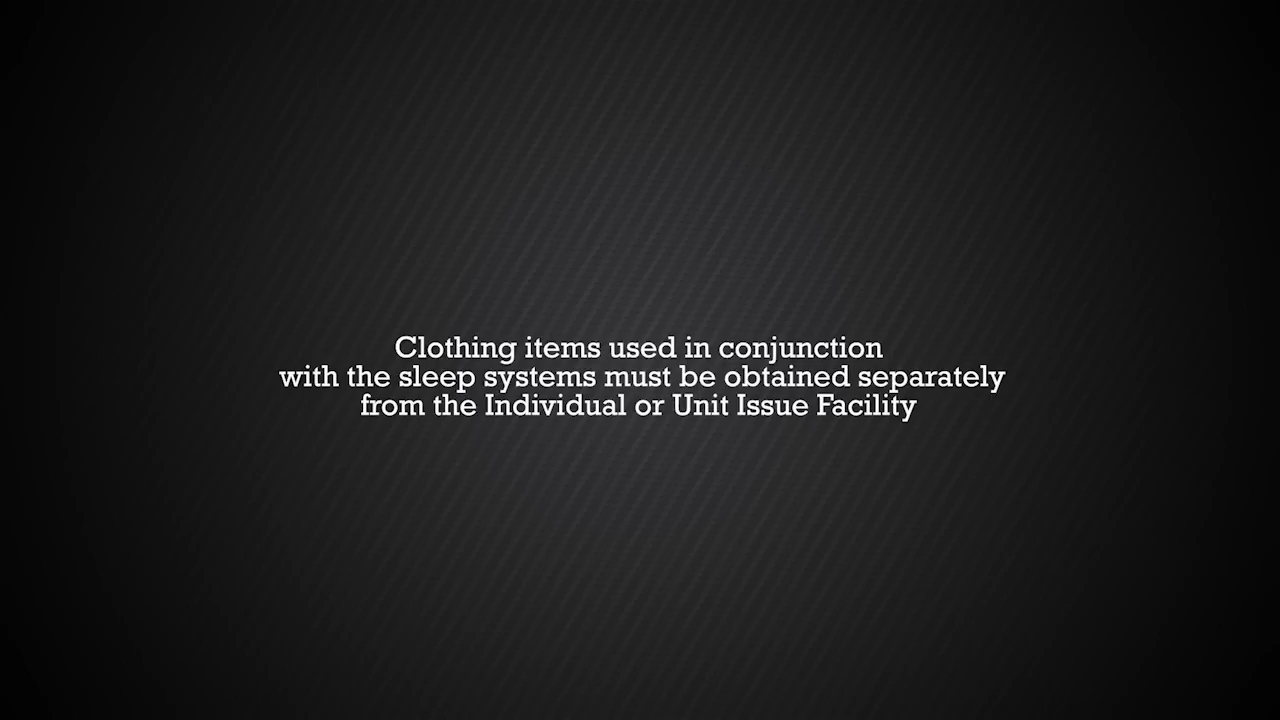 Clothing items used in conjunction
with the sleep systems must be obtained separately
from the Individual or Unit Issue Facility